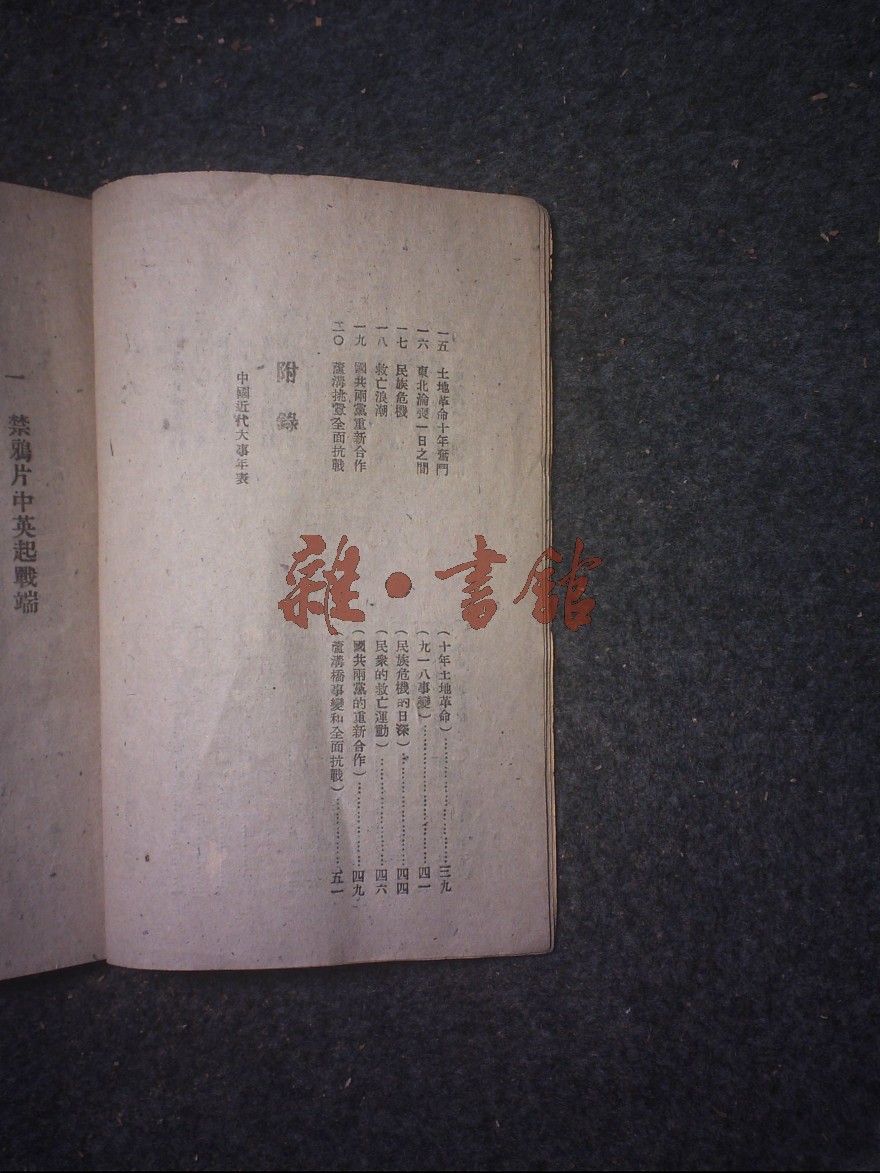 一五 土地革命十年奮鬥 (十年土地革命)……………………三九
一六 東北淪喪一日之間 (九一八事變)……………………四一
一七 民族危機 (民族危機的日深)……………………四四
一八 救亡浪潮 (民衆的救亡運動)……………………四六
一九 國共兩黨重新合作 (國共兩黨的重新合作)………………四九
二〇 蘆溝挑釁全面抗戰 (蘆溝橋事變和全面抗戰)……………五一
附錄
中國近代大事年表
一 禁鴉片中英起戰端
雜·書館